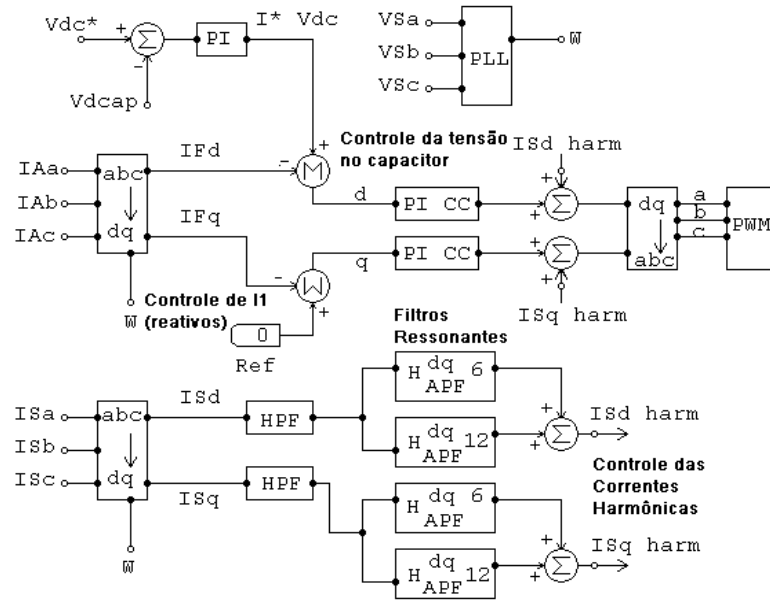 Vdc*
+
Σ
-
PI
I* Vdc
Vdcap
VSa
VSb
VSc
PLL
W
IAa
IAb
IAc
abc
dq
W
IFd
IFq
+
-
Σ
Controle da tensão
no capacitor
d
PI CC
+
+
Σ
ISd harm
q
PI CC
+
+
Σ
ISq harm
dq
abc
a
b
c
PWM
-
+
Σ
Controle de I1
(reativos)
0
Ref
Filtros
Ressonantes
ISa
ISb
ISc
abc
dq
W
ISd
HPF
ISq
HPF
H dq 6
APF
H dq 12
APF
+
+
Σ
ISd harm
Controle das
Correntes
Harmônicas
H dq 6
APF
H dq 12
APF
+
+
Σ
ISq harm